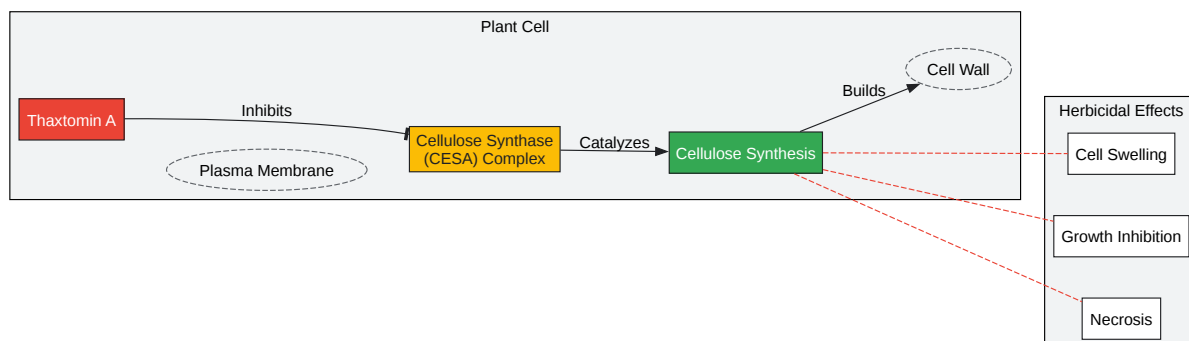 Plant Cell
Thaxtomin A
Inhibits
Plasma Membrane
Cellulose Synthase
(CESA) Complex
Catalyzes
Cellulose Synthesis
Builds
Cell Wall
Herbicidal Effects
Cell Swelling
Growth Inhibition
Necrosis